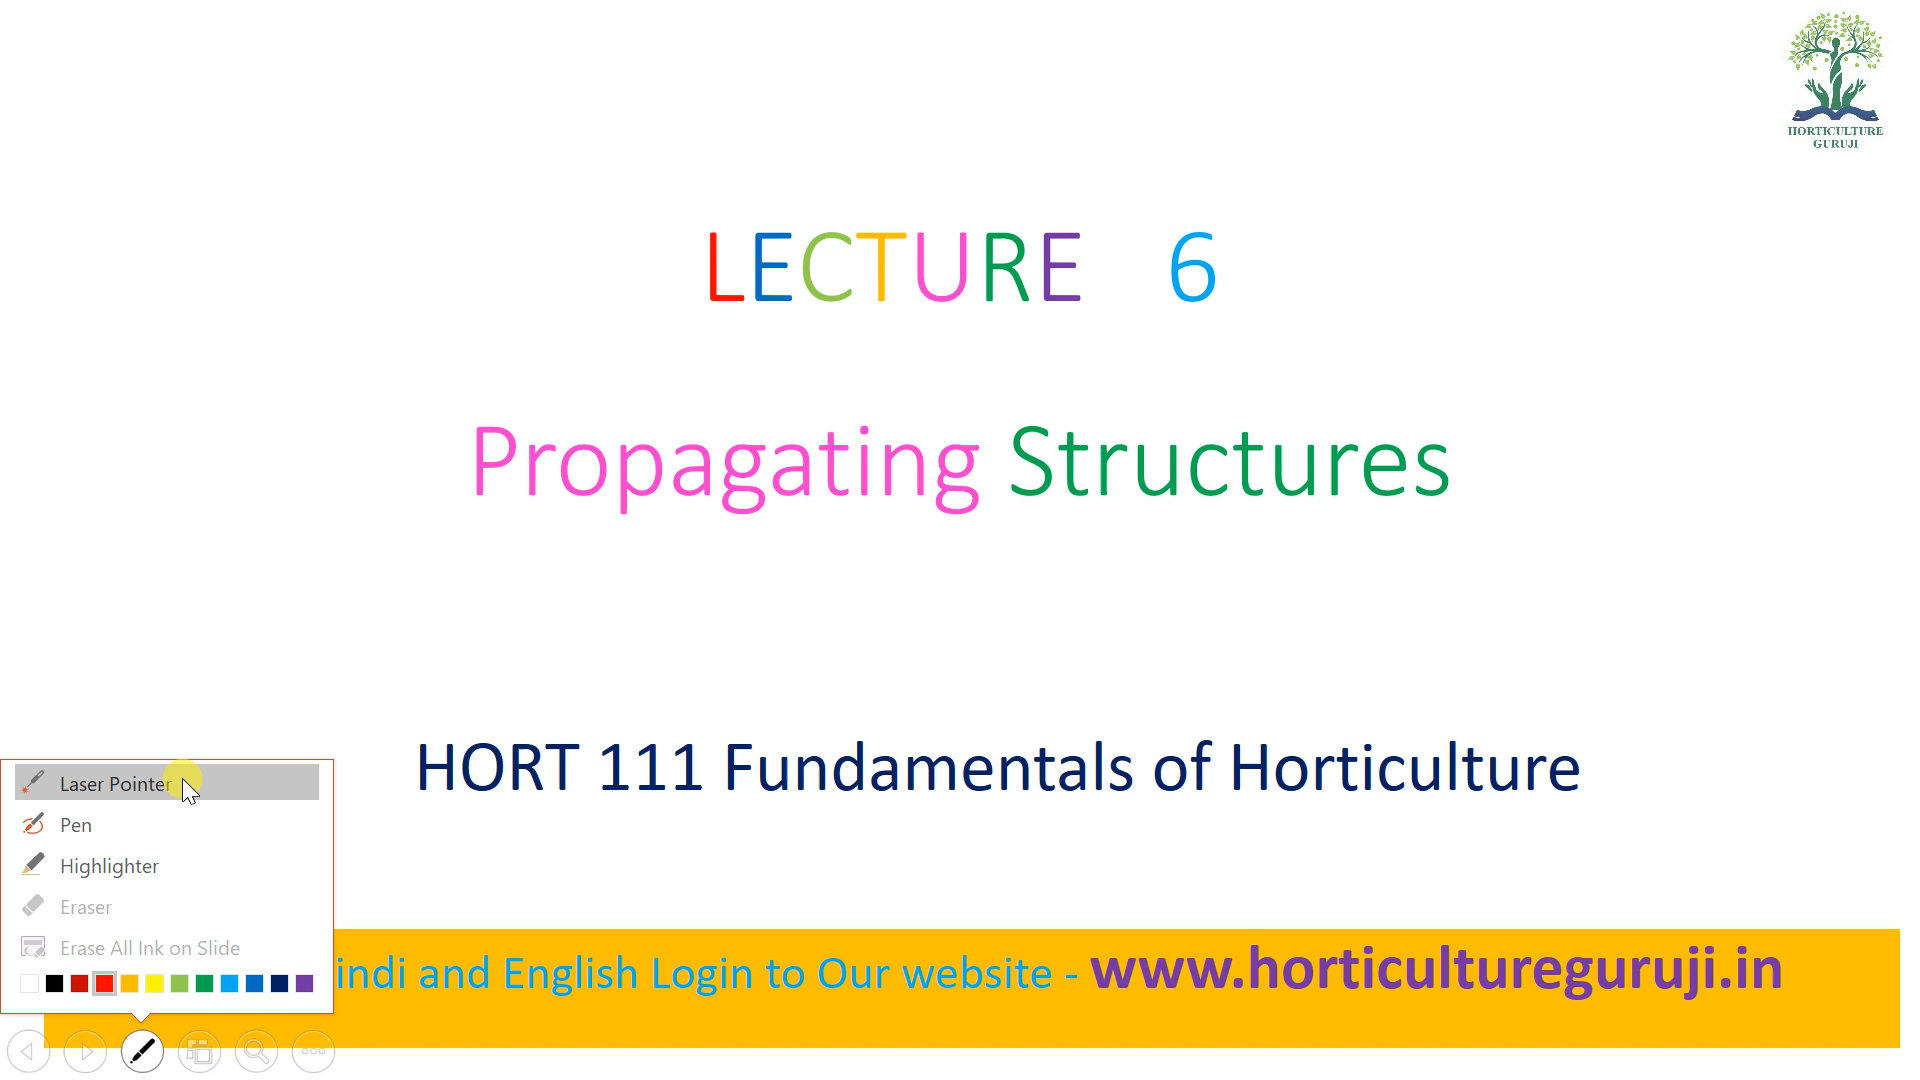 HORTICULTURE
GURUJI
LECTURE 6
Propagating Structures
HORT 111 Fundamentals of Horticulture
Laser Pointer
Pen
Highlighter
Eraser
Erase All Ink on Slide
and English Login to Our website - www.horticultureguruji.in